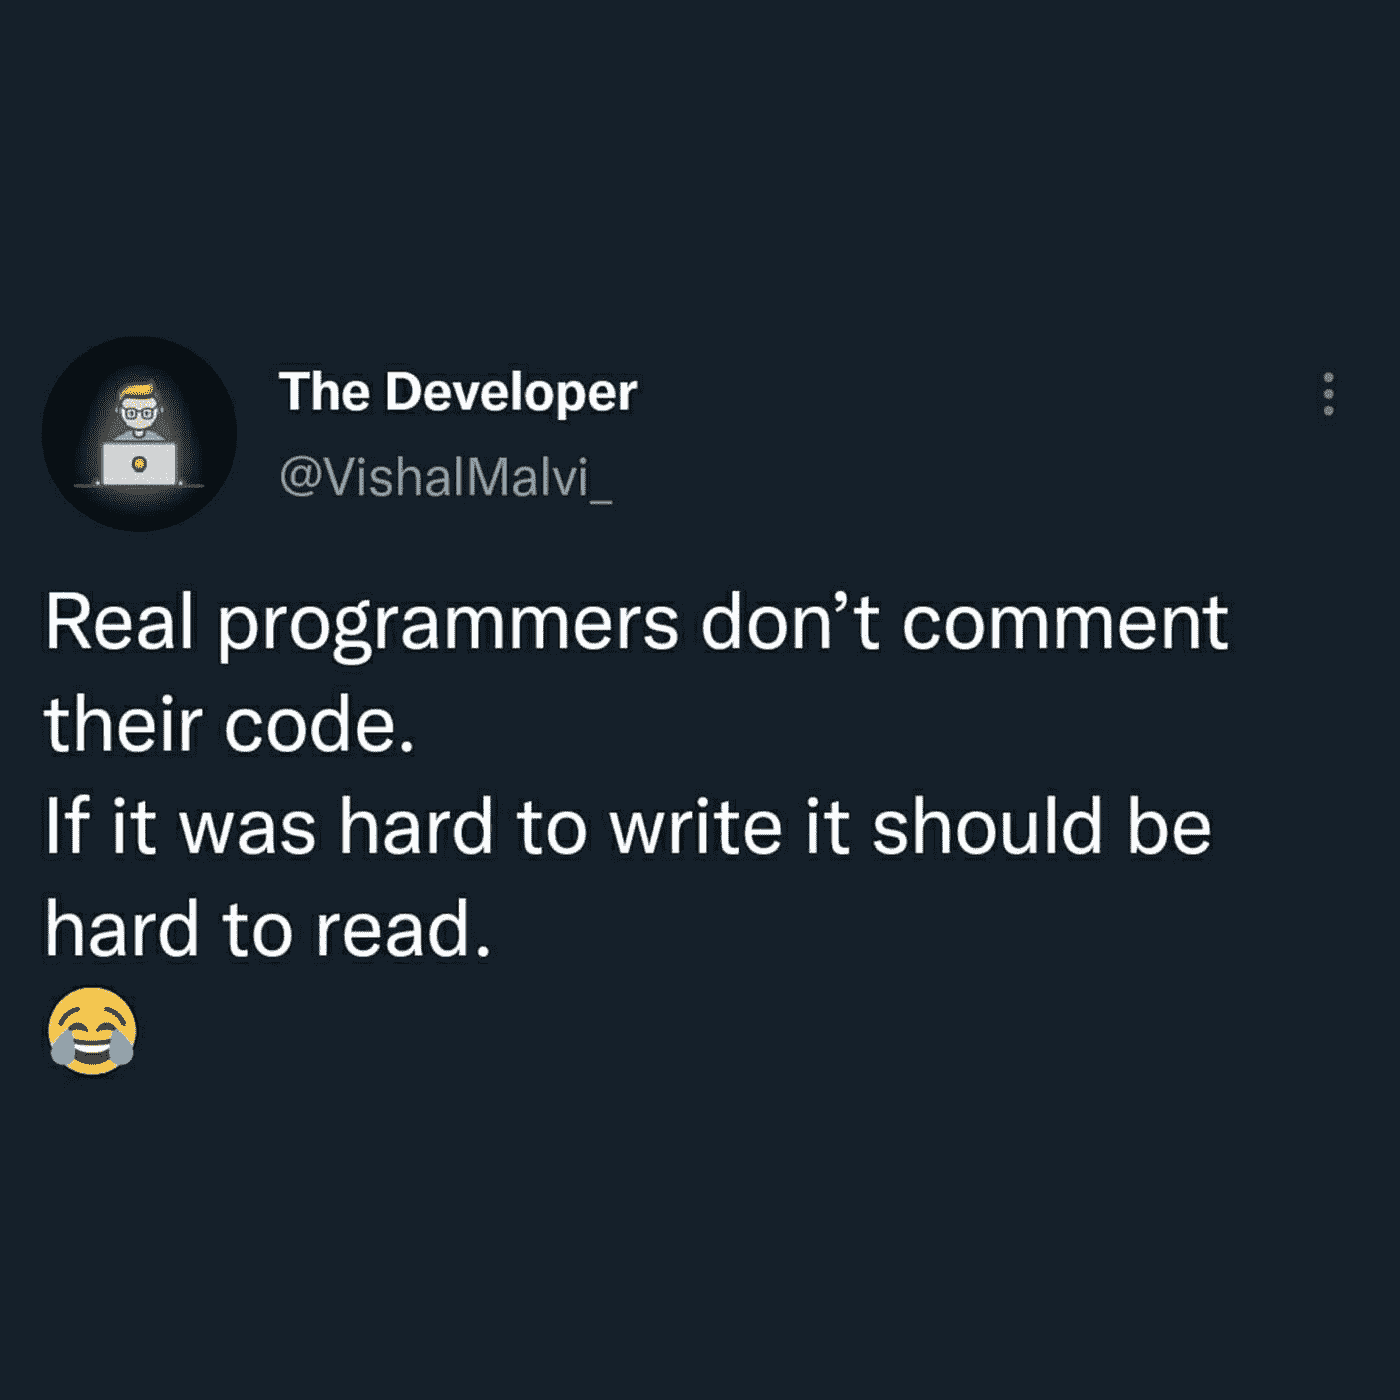 The Developer
@VishalMalvi_
Real programmers don’t comment
their code.
If it was hard to write it should be
hard to read.
😂